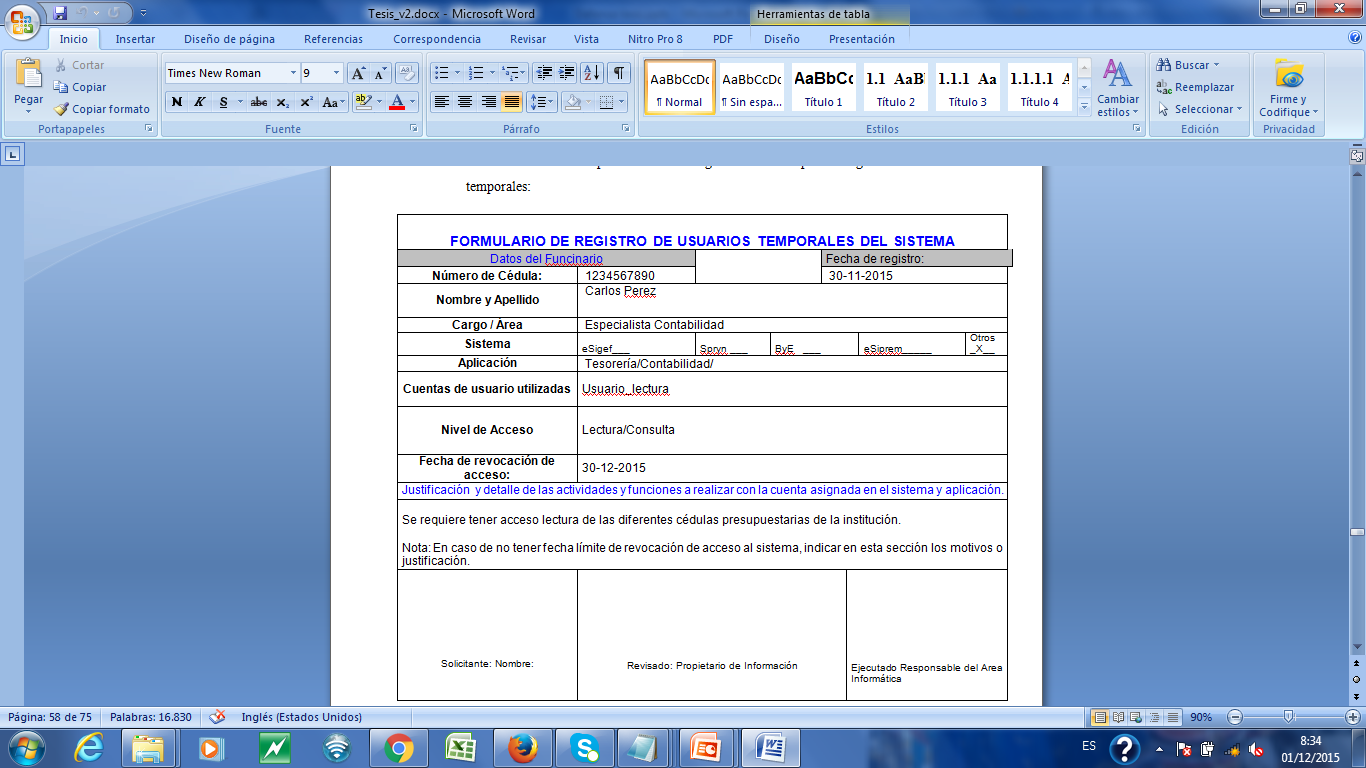 Tesis_v2.docx - Microsoft Word
Herramientas de tabla
Inicio Insertar Diseño de página Referencias Correspondencia Revisar Vista Nitro Pro 8 PDF Diseño Presentación
Pegar
Cortar
Copiar
Copiar formato
Portapapeles
Times New Roman 9
N K S abc x₂ x² Aa ab A
Fuente
Párrafo
AaBbCcDc AaBbCcDc AaBbCc 1.1 AaB 1.1.1 Aa 1.1.1.1 A
¶ Normal ¶ Sin espa... Título 1 Título 2 Título 3 Título 4
Cambiar estilos
Estilos
Buscar
Reemplazar
Seleccionar
Edición
Firme y Codifique
Privacidad
temporales:
FORMULARIO DE REGISTRO DE USUARIOS TEMPORALES DEL SISTEMA
Datos del Funcinario Fecha de registro:
Número de Cédula: 1234567890 30-11-2015
Nombre y Apellido Carlos Perez
Cargo / Área Especialista Contabilidad
Sistema eSigef___ Spryn ___ ByE ___ eSiprem_____ Otros _X__
Aplicación Tesorería/Contabilidad/
Cuentas de usuario utilizadas Usuario_lectura
Nivel de Acceso Lectura/Consulta
Fecha de revocación de acceso: 30-12-2015
Justificación y detalle de las actividades y funciones a realizar con la cuenta asignada en el sistema y aplicación.
Se requiere tener acceso lectura de las diferentes cédulas presupuestarias de la institución.
Nota: En caso de no tener fecha límite de revocación de acceso al sistema, indicar en esta sección los motivos o
justificación.
Solicitante: Nombre: Revisado: Propietario de Información Ejecutado Responsable del Area
Informática
Página: 58 de 75 Palabras: 16.830 Inglés (Estados Unidos) 90%
ES 8:34
01/12/2015